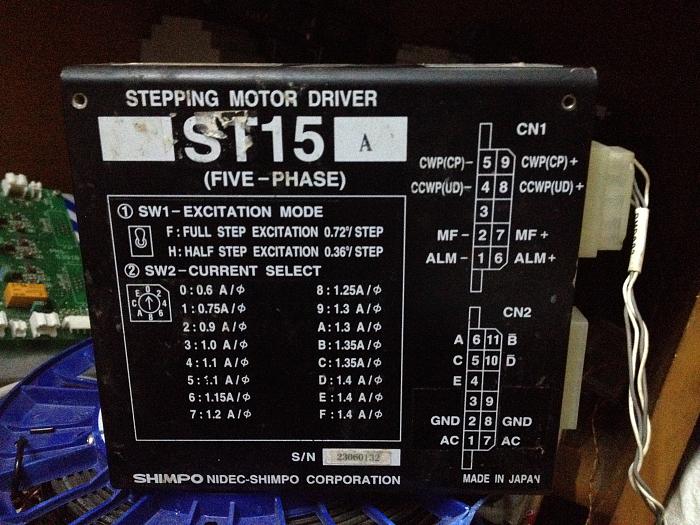 STEPPING MOTOR DRIVER
ST15 A
(FIVE-PHASE)
① SW1-EXCITATION MODE
F:FULL STEP EXCITATION 0.72°/STEP
H:HALF STEP EXCITATION 0.36°/STEP
② SW2-CURRENT SELECT
E 0 2
C 4
A 8 6
0:0.6 A/φ
1:0.75A/φ
2:0.9 A/φ
3:1.0 A/φ
4:1.1 A/φ
5:1.1 A/φ
6:1.15A/φ
7:1.2 A/φ
8:1.25A/φ
9:1.3 A/φ
A:1.3 A/φ
B:1.35A/φ
C:1.35A/φ
D:1.4 A/φ
E:1.4 A/φ
F:1.4 A/φ
S/N 23060132
SHIMPO NIDEC-SHIMPO CORPORATION
CN1
CWP(CP)- 5 9 CWP(CP)+
CCWP(UD)- 4 8 CCWP(UD)+
3
MF- 2 7 MF+
ALM- 1 6 ALM+
CN2
A 6 11 B̅
C 5 10 D̅
E 4
3 9
GND 2 8 GND
AC 1 7 AC
MADE IN JAPAN